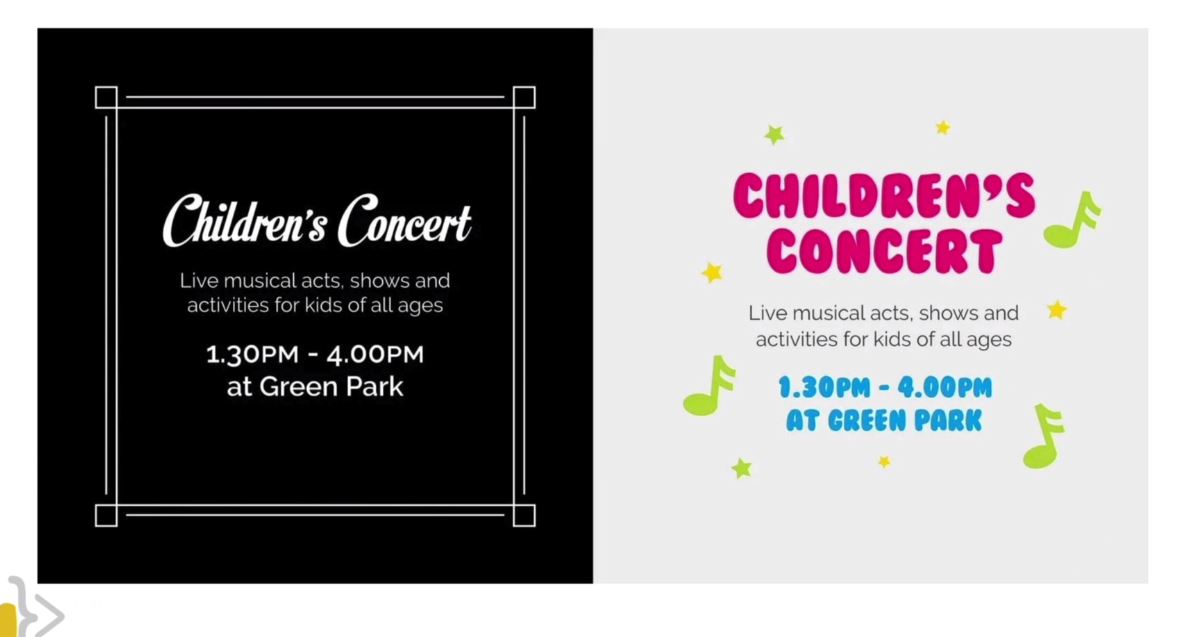 Children's Concert
Live musical acts, shows and
activities for kids of all ages
1.30PM - 4.00PM
at Green Park
CHILDREN'S
CONCERT
Live musical acts, shows and
activities for kids of all ages
1.30PM - 4.00PM
AT GREEN PARK